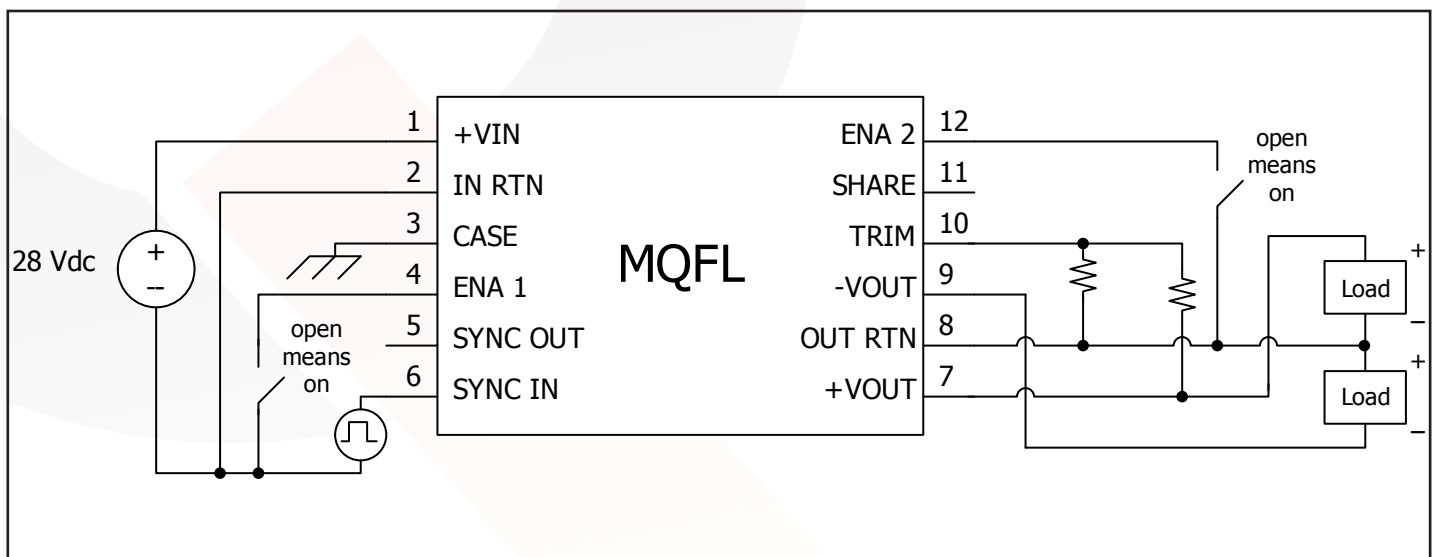 28 Vdc
+
--
1
2
3
4
5
6
open
means
on
+VIN
IN RTN
CASE
ENA 1
SYNC OUT
SYNC IN
MQFL
ENA 2
SHARE
TRIM
-VOUT
OUT RTN
+VOUT
12
11
10
9
8
7
open
means
on
+
Load
–
+
Load
–